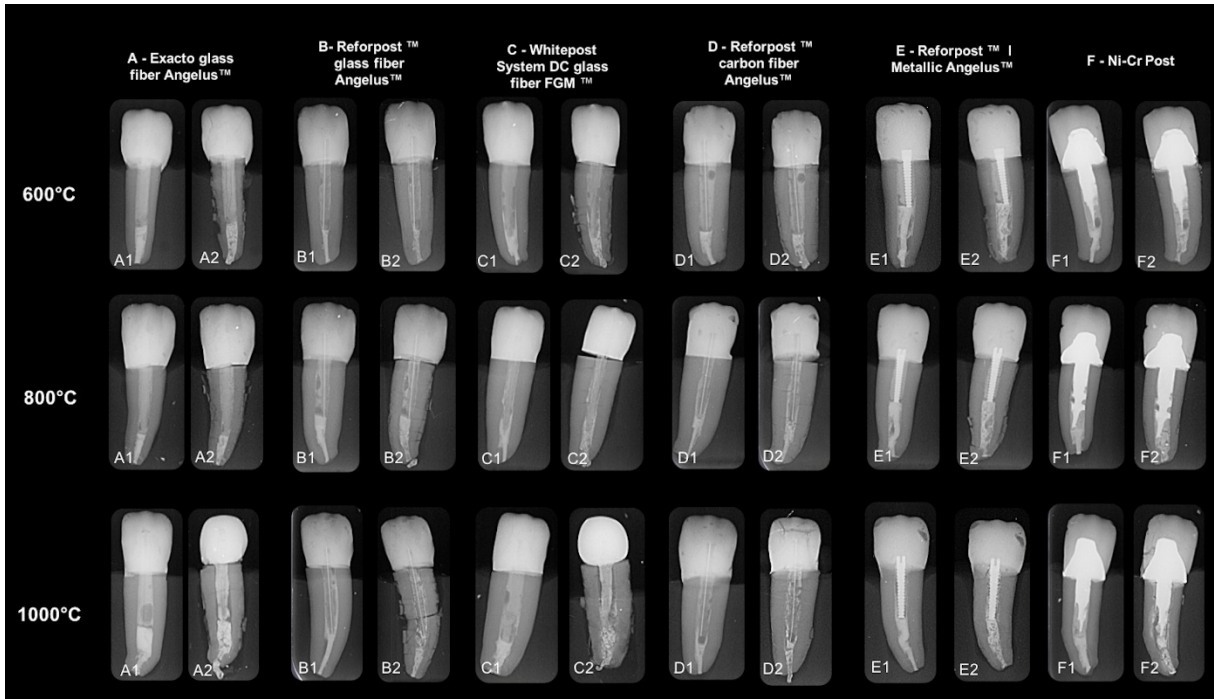 A - Exacto glass
fiber Angelus™
B- Reforpost ™
glass fiber
Angelus™
C - Whitepost
System DC glass
fiber FGM ™
D - Reforpost ™
carbon fiber
Angelus™
E - Reforpost ™ I
Metallic Angelus™
F - Ni-Cr Post
600°C
A1 A2 B1 B2 C1 C2 D1 D2 E1 E2 F1 F2
800°C
A1 A2 B1 B2 C1 C2 D1 D2 E1 E2 F1 F2
1000°C
A1 A2 B1 B2 C1 C2 D1 D2 E1 E2 F1 F2